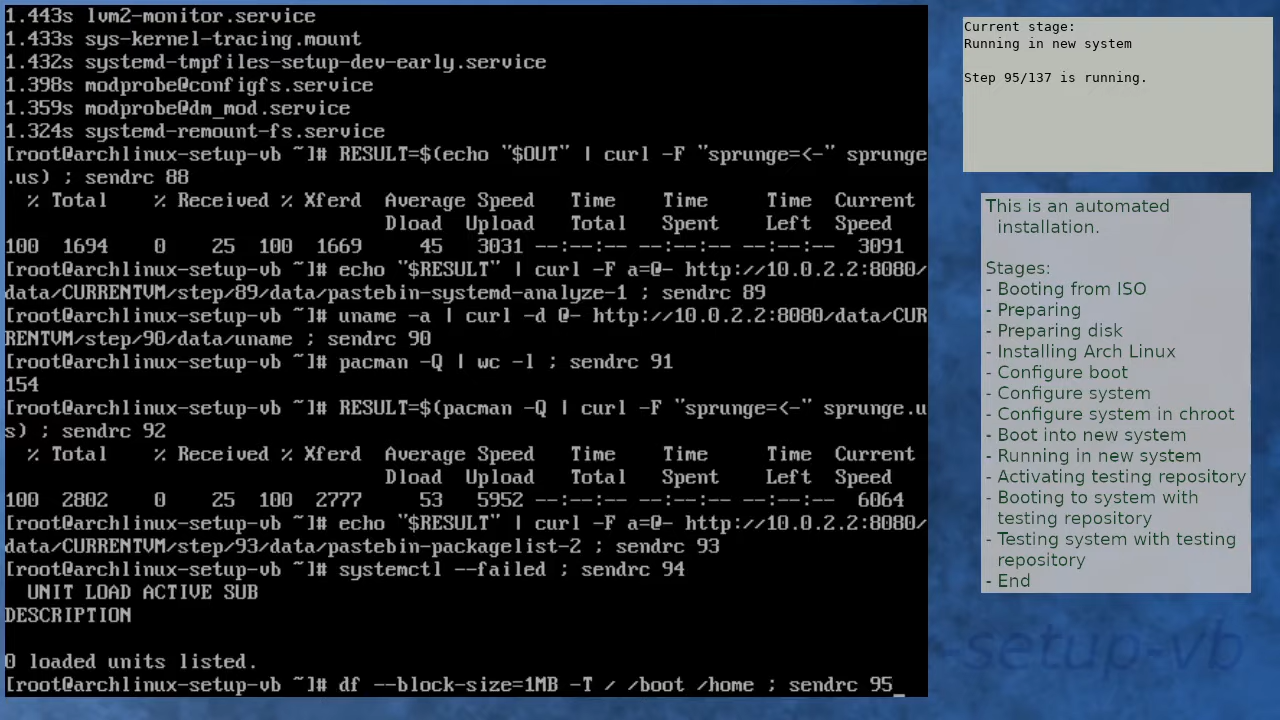 1.443s lvm2-monitor.service
1.433s sys-kernel-tracing.mount
1.432s systemd-tmpfiles-setup-dev-early.service
1.398s modprobe@configfs.service
1.359s modprobe@dm_mod.service
1.324s systemd-remount-fs.service
[root@archlinux-setup-vb ~]# RESULT=$(echo "$OUT" | curl -F "sprunge=<-" sprunge
.us) ; sendrc 88
  % Total    % Received % Xferd  Average Speed   Time    Time     Time  Current
                                 Dload  Upload   Total   Spent    Left  Speed
100  1694    0    25  100  1669     45   3031 --:--:-- --:--:-- --:--:--  3091
[root@archlinux-setup-vb ~]# echo "$RESULT" | curl -F a=@- http://10.0.2.2:8080/
data/CURRENTVM/step/89/data/pastebin-systemd-analyze-1 ; sendrc 89
[root@archlinux-setup-vb ~]# uname -a | curl -d @- http://10.0.2.2:8080/data/CUR
RENTVM/step/90/data/uname ; sendrc 90
[root@archlinux-setup-vb ~]# pacman -Q | wc -l ; sendrc 91
154
[root@archlinux-setup-vb ~]# RESULT=$(pacman -Q | curl -F "sprunge=<-" sprunge.u
s) ; sendrc 92
  % Total    % Received % Xferd  Average Speed   Time    Time     Time  Current
                                 Dload  Upload   Total   Spent    Left  Speed
100  2802    0    25  100  2777     53   5952 --:--:-- --:--:-- --:--:--  6064
[root@archlinux-setup-vb ~]# echo "$RESULT" | curl -F a=@- http://10.0.2.2:8080/
data/CURRENTVM/step/93/data/pastebin-packagelist-2 ; sendrc 93
[root@archlinux-setup-vb ~]# systemctl --failed ; sendrc 94
  UNIT LOAD ACTIVE SUB
DESCRIPTION
0 loaded units listed.
[root@archlinux-setup-vb ~]# df --block-size=1MB -T / /boot /home ; sendrc 95_
Current stage:
Running in new system
Step 95/137 is running.
This is an automated
installation.
Stages:
- Booting from ISO
- Preparing
- Preparing disk
- Installing Arch Linux
- Configure boot
- Configure system
- Configure system in chroot
- Boot into new system
- Running in new system
- Activating testing repository
- Booting to system with
testing repository
- Testing system with testing
repository
- End
-setup-vb